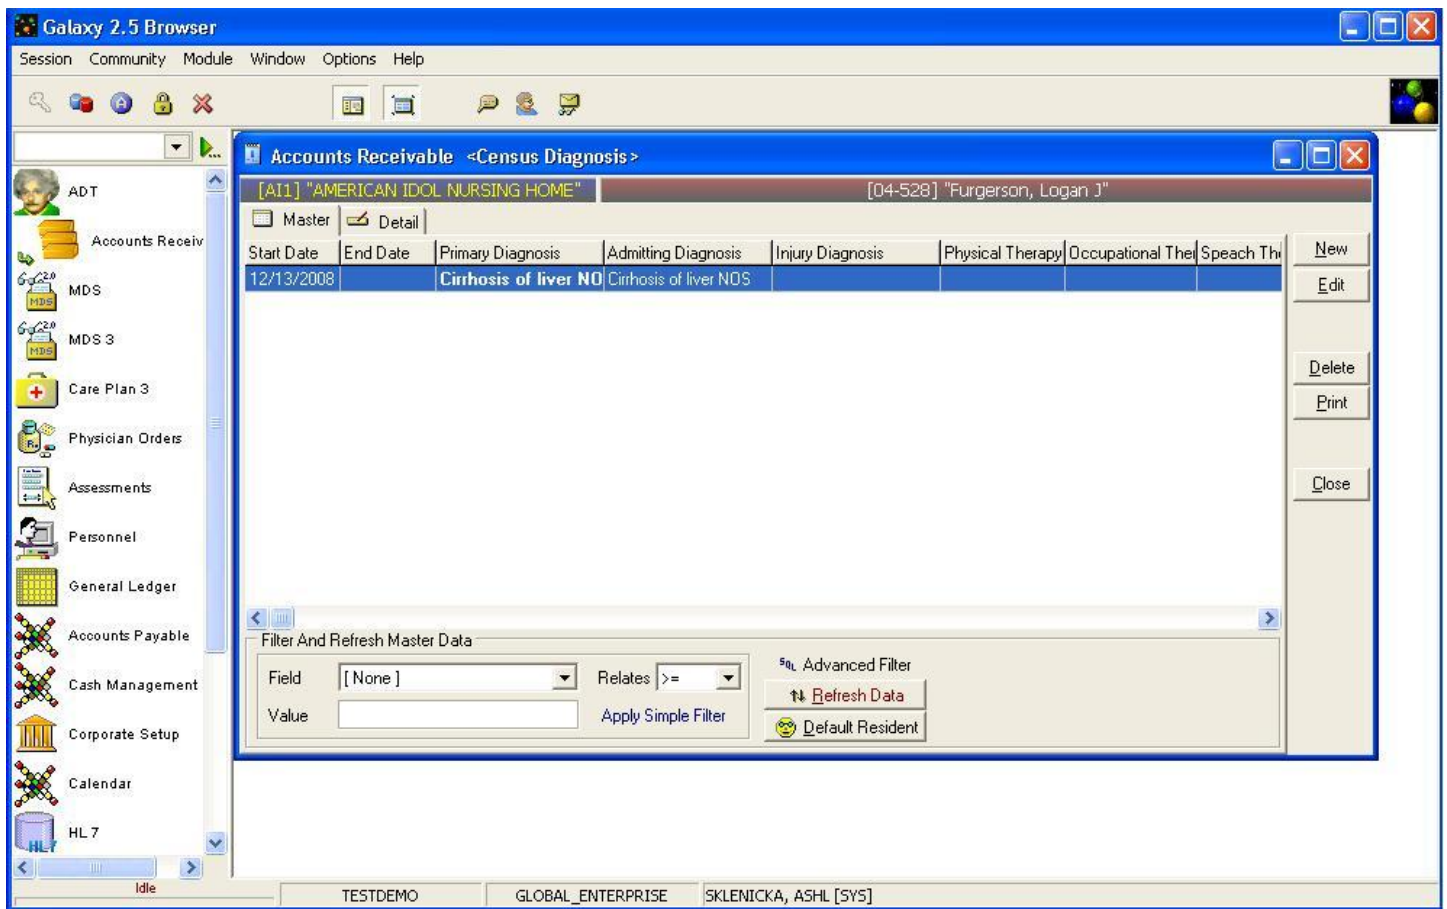 Galaxy 2.5 Browser
Session Community Module Window Options Help
Accounts Receivable <Census Diagnosis>
[AI1] "AMERICAN IDOL NURSING HOME" [04-528] "Furgerson, Logan J"
Master Detail
Start Date End Date Primary Diagnosis Admitting Diagnosis Injury Diagnosis Physical Therapy Occupational Ther Speach The
12/13/2008 Cirrhosis of liver NO Cirrhosis of liver NOS
New
Edit
Delete
Print
Close
ADT
Accounts Receiv
MDS
MDS 3
Care Plan 3
Physician Orders
Assessments
Personnel
General Ledger
Accounts Payable
Cash Management
Corporate Setup
Calendar
HL7
Filter And Refresh Master Data
Field [ None ] Relates >= SQL Advanced Filter
Refresh Data
Value Apply Simple Filter
Default Resident
Idle TESTDEMO GLOBAL_ENTERPRISE SKLENICKA, ASHL [SYS]